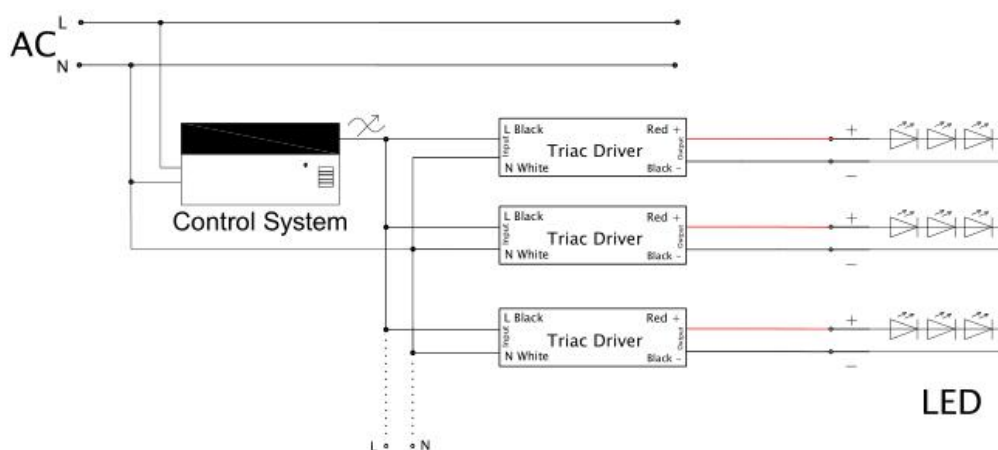 L
AC
N
Control System
L Black
Red +
Input
Triac Driver
Output
N White
Black -
+
–
L Black
Red +
Input
Triac Driver
Output
N White
Black -
+
–
L Black
Red +
Input
Triac Driver
Output
N White
Black -
+
–
LED
L
N